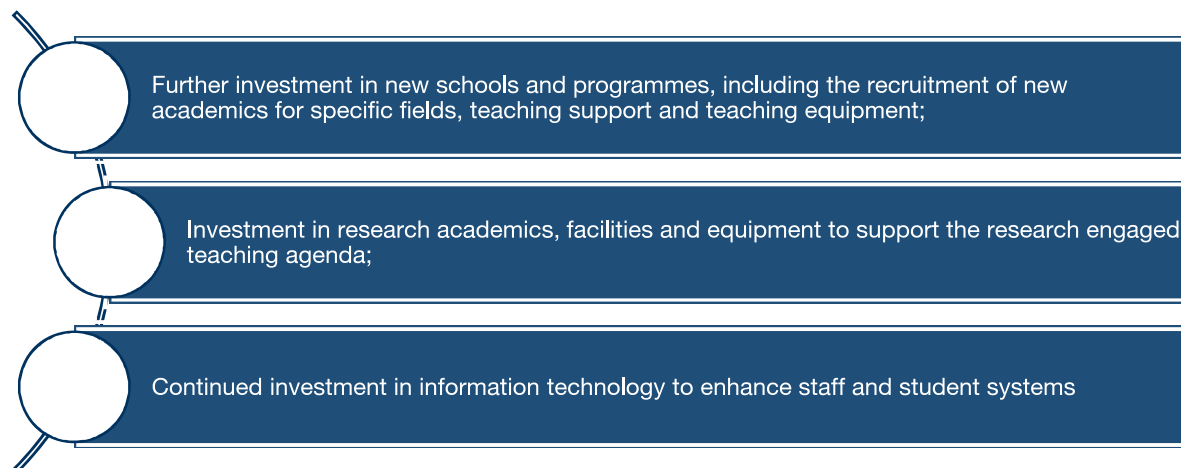 Further investment in new schools and programmes, including the recruitment of new
academics for specific fields, teaching support and teaching equipment;
Investment in research academics, facilities and equipment to support the research engaged
teaching agenda;
Continued investment in information technology to enhance staff and student systems